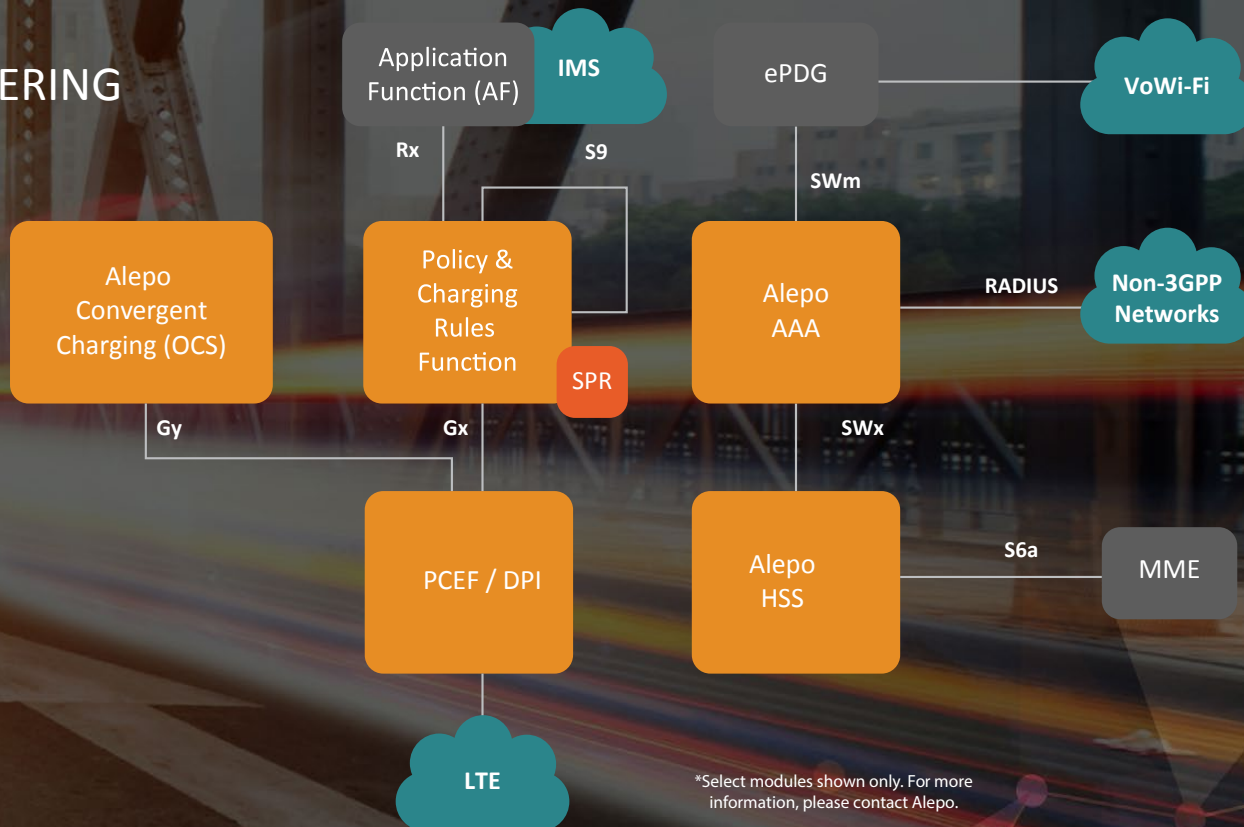 ERING
Application
Function (AF)
IMS
ePDG
VoWi-Fi
Rx
S9
SWm
Alepo
Convergent
Charging (OCS)
Policy &
Charging
Rules
Function
SPR
Alepo
AAA
RADIUS
Non-3GPP
Networks
Gy
Gx
SWx
PCEF / DPI
Alepo
HSS
S6a
MME
LTE
*Select modules shown only. For more
information, please contact Alepo.